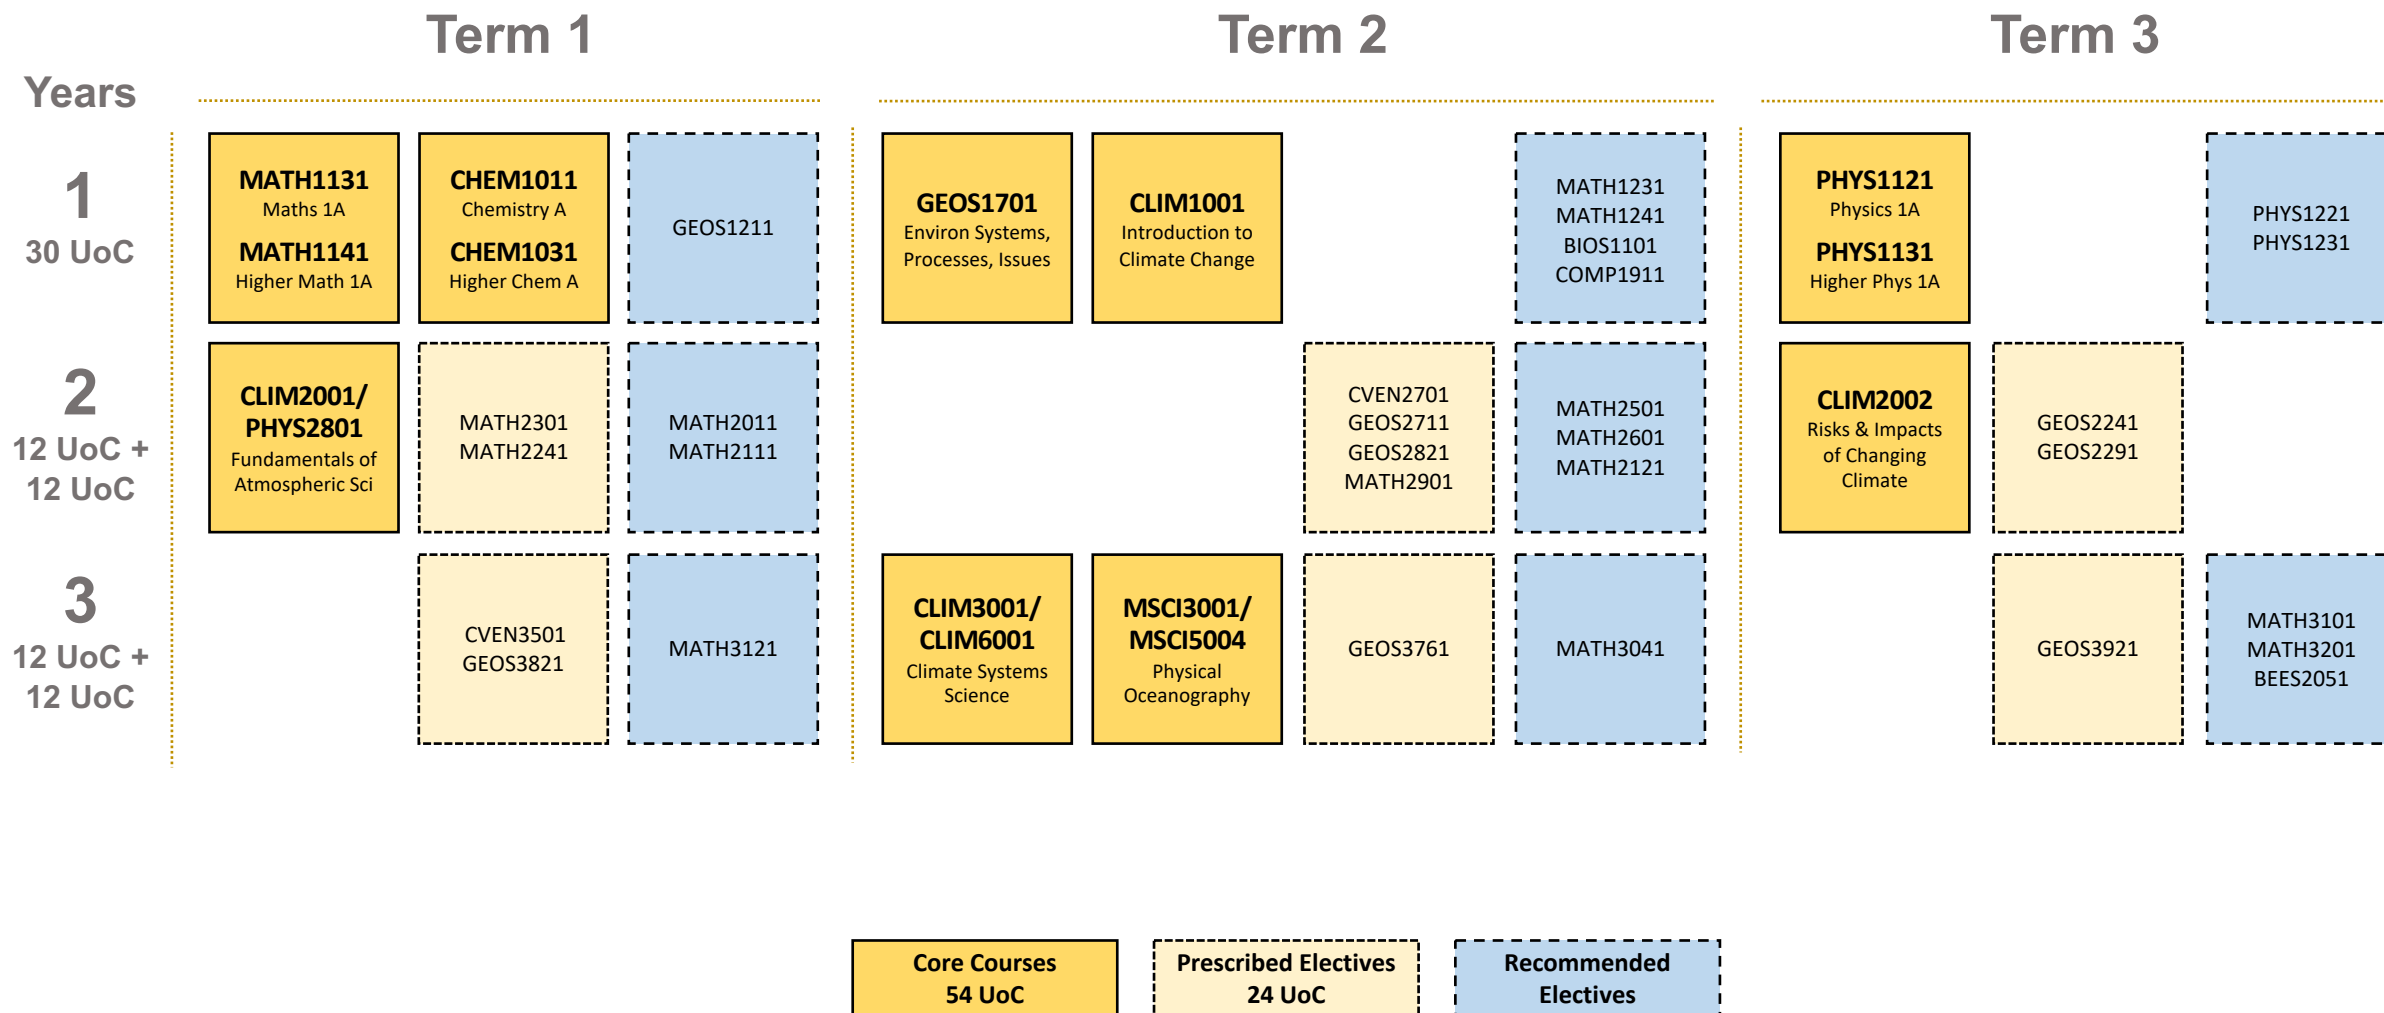 Term 1
Term 2
Term 3
Years
1
30 UoC
MATH1131
Maths 1A
MATH1141
Higher Math 1A
CHEM1011
Chemistry A
CHEM1031
Higher Chem A
GEOS1211
GEOS1701
Environ Systems,
Processes, Issues
CLIM1001
Introduction to
Climate Change
MATH1231
MATH1241
BIOS1101
COMP1911
PHYS1121
Physics 1A
PHYS1131
Higher Phys 1A
PHYS1221
PHYS1231
2
12 UoC +
12 UoC
CLIM2001/
PHYS2801
Fundamentals of
Atmospheric Sci
MATH2301
MATH2241
MATH2011
MATH2111
CVEN2701
GEOS2711
GEOS2821
MATH2901
MATH2501
MATH2601
MATH2121
CLIM2002
Risks & Impacts
of Changing
Climate
GEOS2241
GEOS2291
3
12 UoC +
12 UoC
CVEN3501
GEOS3821
MATH3121
CLIM3001/
CLIM6001
Climate Systems
Science
MSCI3001/
MSCI5004
Physical
Oceanography
GEOS3761
MATH3041
GEOS3921
MATH3101
MATH3201
BEES2051
Core Courses
54 UoC
Prescribed Electives
24 UoC
Recommended
Electives